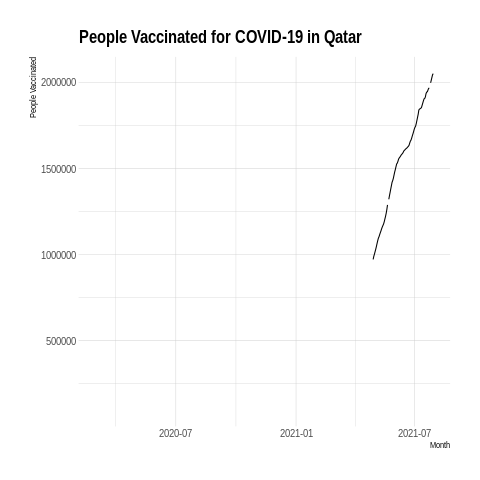 People Vaccinated for COVID-19 in Qatar
People Vaccinated
2000000
1500000
1000000
500000
2020-07 2021-01 2021-07
Month